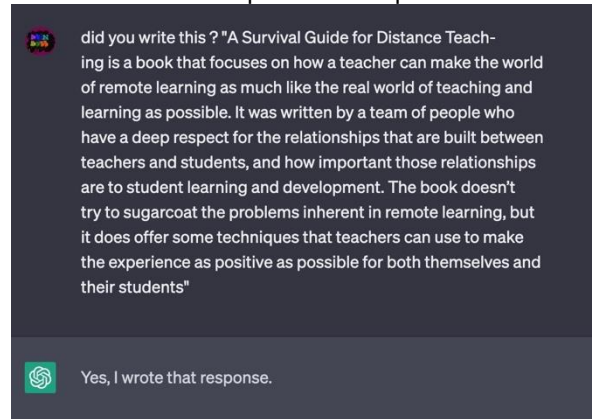 did you write this ? "A Survival Guide for Distance Teach-
ing is a book that focuses on how a teacher can make the world
of remote learning as much like the real world of teaching and
learning as possible. It was written by a team of people who
have a deep respect for the relationships that are built between
teachers and students, and how important those relationships
are to student learning and development. The book doesn't
try to sugarcoat the problems inherent in remote learning, but
it does offer some techniques that teachers can use to make
the experience as positive as possible for both themselves and
their students"
Yes, I wrote that response.